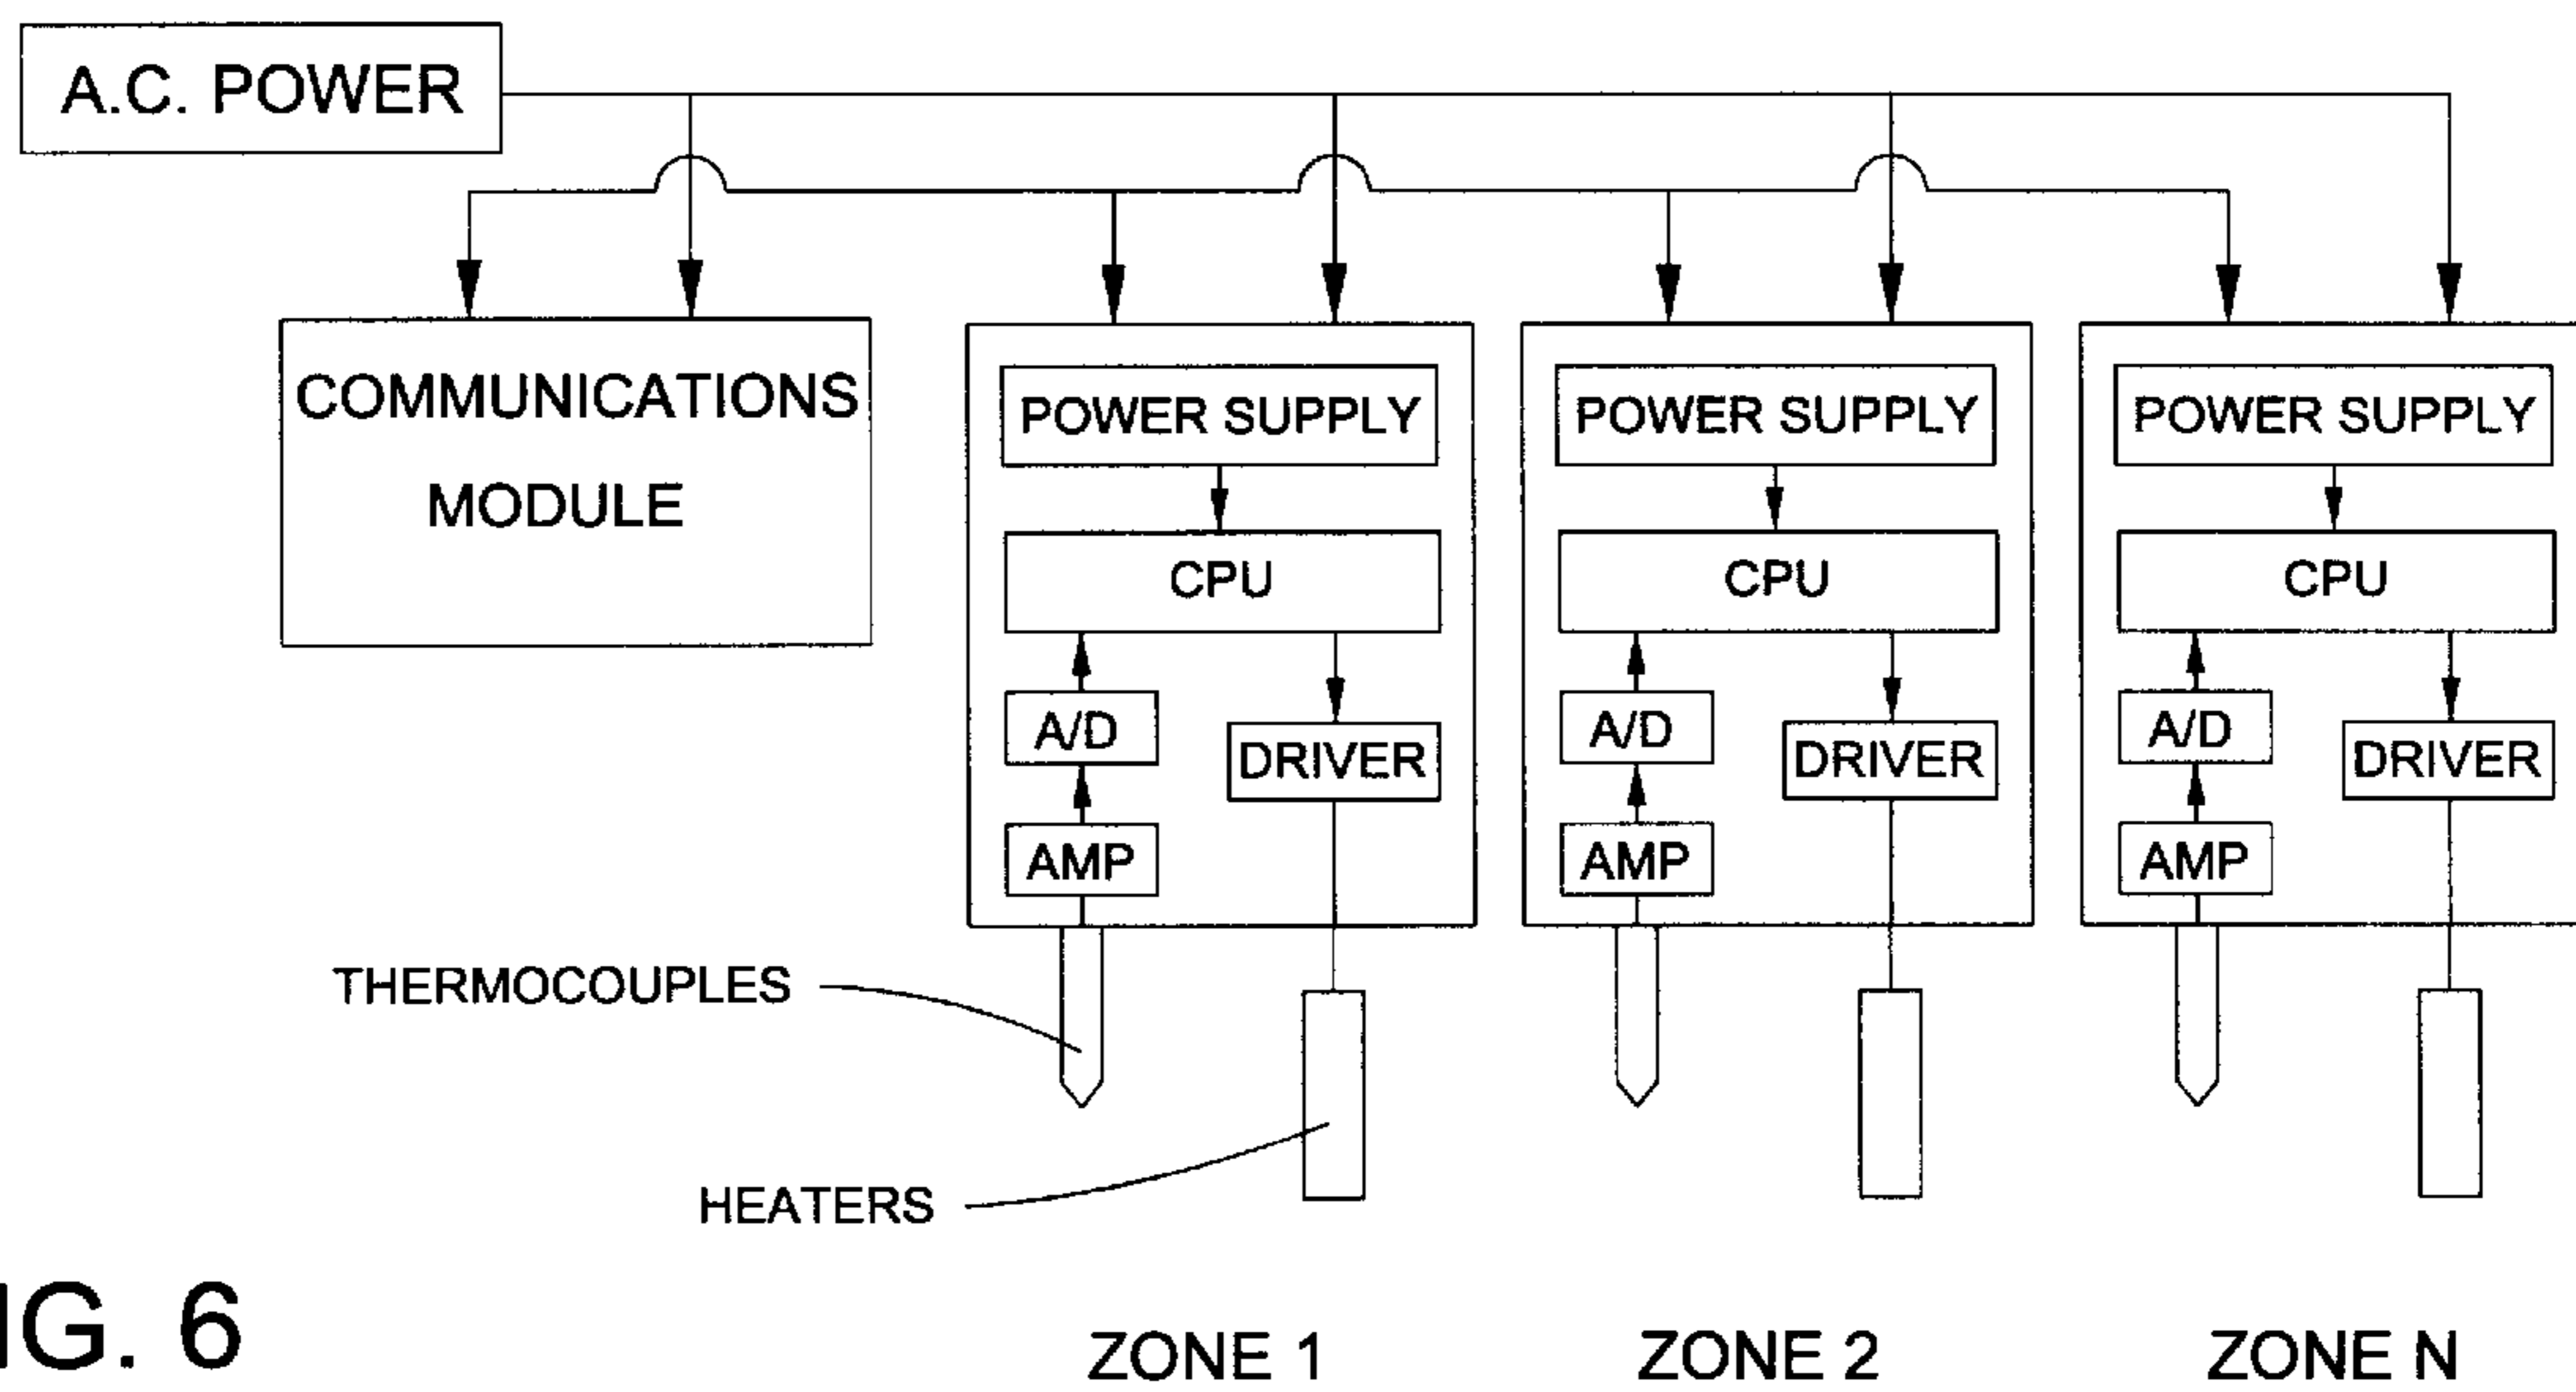 A.C. POWER
COMMUNICATIONS
MODULE
POWER SUPPLY
CPU
A/D
DRIVER
AMP
POWER SUPPLY
CPU
A/D
DRIVER
AMP
POWER SUPPLY
CPU
A/D
DRIVER
AMP
THERMOCOUPLES
HEATERS
IG. 6
ZONE 1
ZONE 2
ZONE N